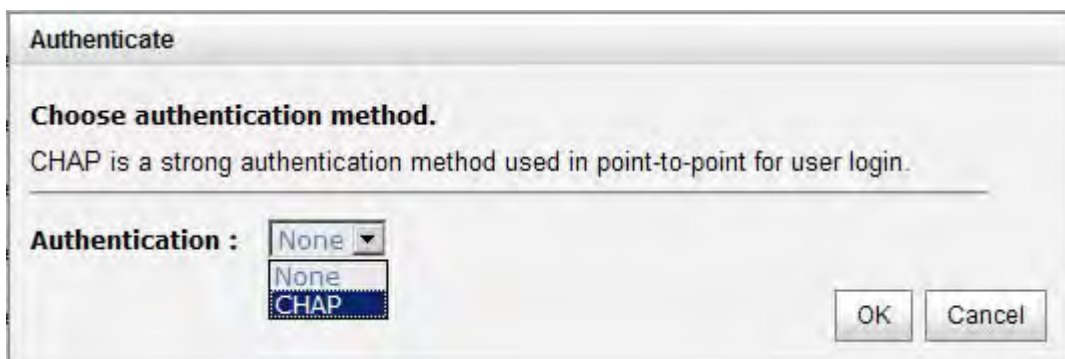 Authenticate
Choose authentication method.
CHAP is a strong authentication method used in point-to-point for user login.
Authentication : None
None
CHAP
OK Cancel